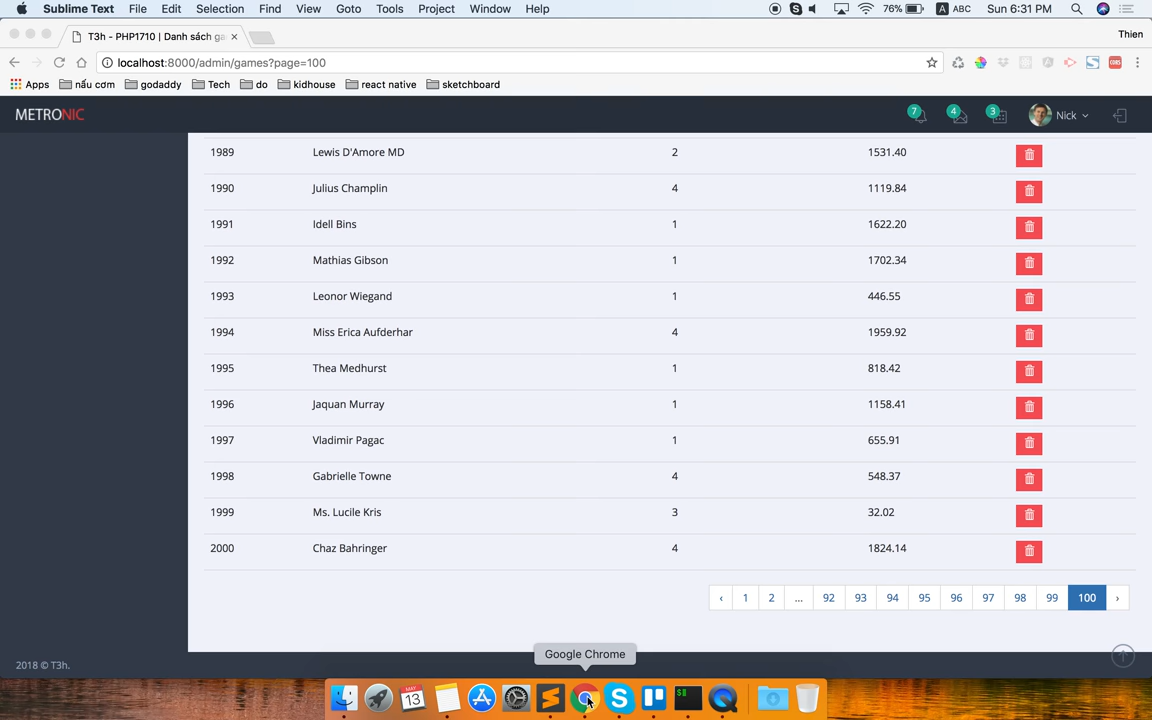 Sublime Text File Edit Selection Find View Goto Tools Project Window Help 76% A ABC Sun 6:31 PM
T3h - PHP1710 | Danh sách ga Thien
localhost:8000/admin/games?page=100
Apps nấu cơm godaddy Tech do kidhouse react native sketchboard
METRONIC 7 4 3 Nick
1989 Lewis D'Amore MD 2 1531.40
1990 Julius Champlin 4 1119.84
1991 Idell Bins 1 1622.20
1992 Mathias Gibson 1 1702.34
1993 Leonor Wiegand 1 446.55
1994 Miss Erica Aufderhar 4 1959.92
1995 Thea Medhurst 1 818.42
1996 Jaquan Murray 1 1158.41
1997 Vladimir Pagac 1 655.91
1998 Gabrielle Towne 4 548.37
1999 Ms. Lucile Kris 3 32.02
2000 Chaz Bahringer 4 1824.14
‹ 1 2 ... 92 93 94 95 96 97 98 99 100 ›
Google Chrome
2018 © T3h.
13